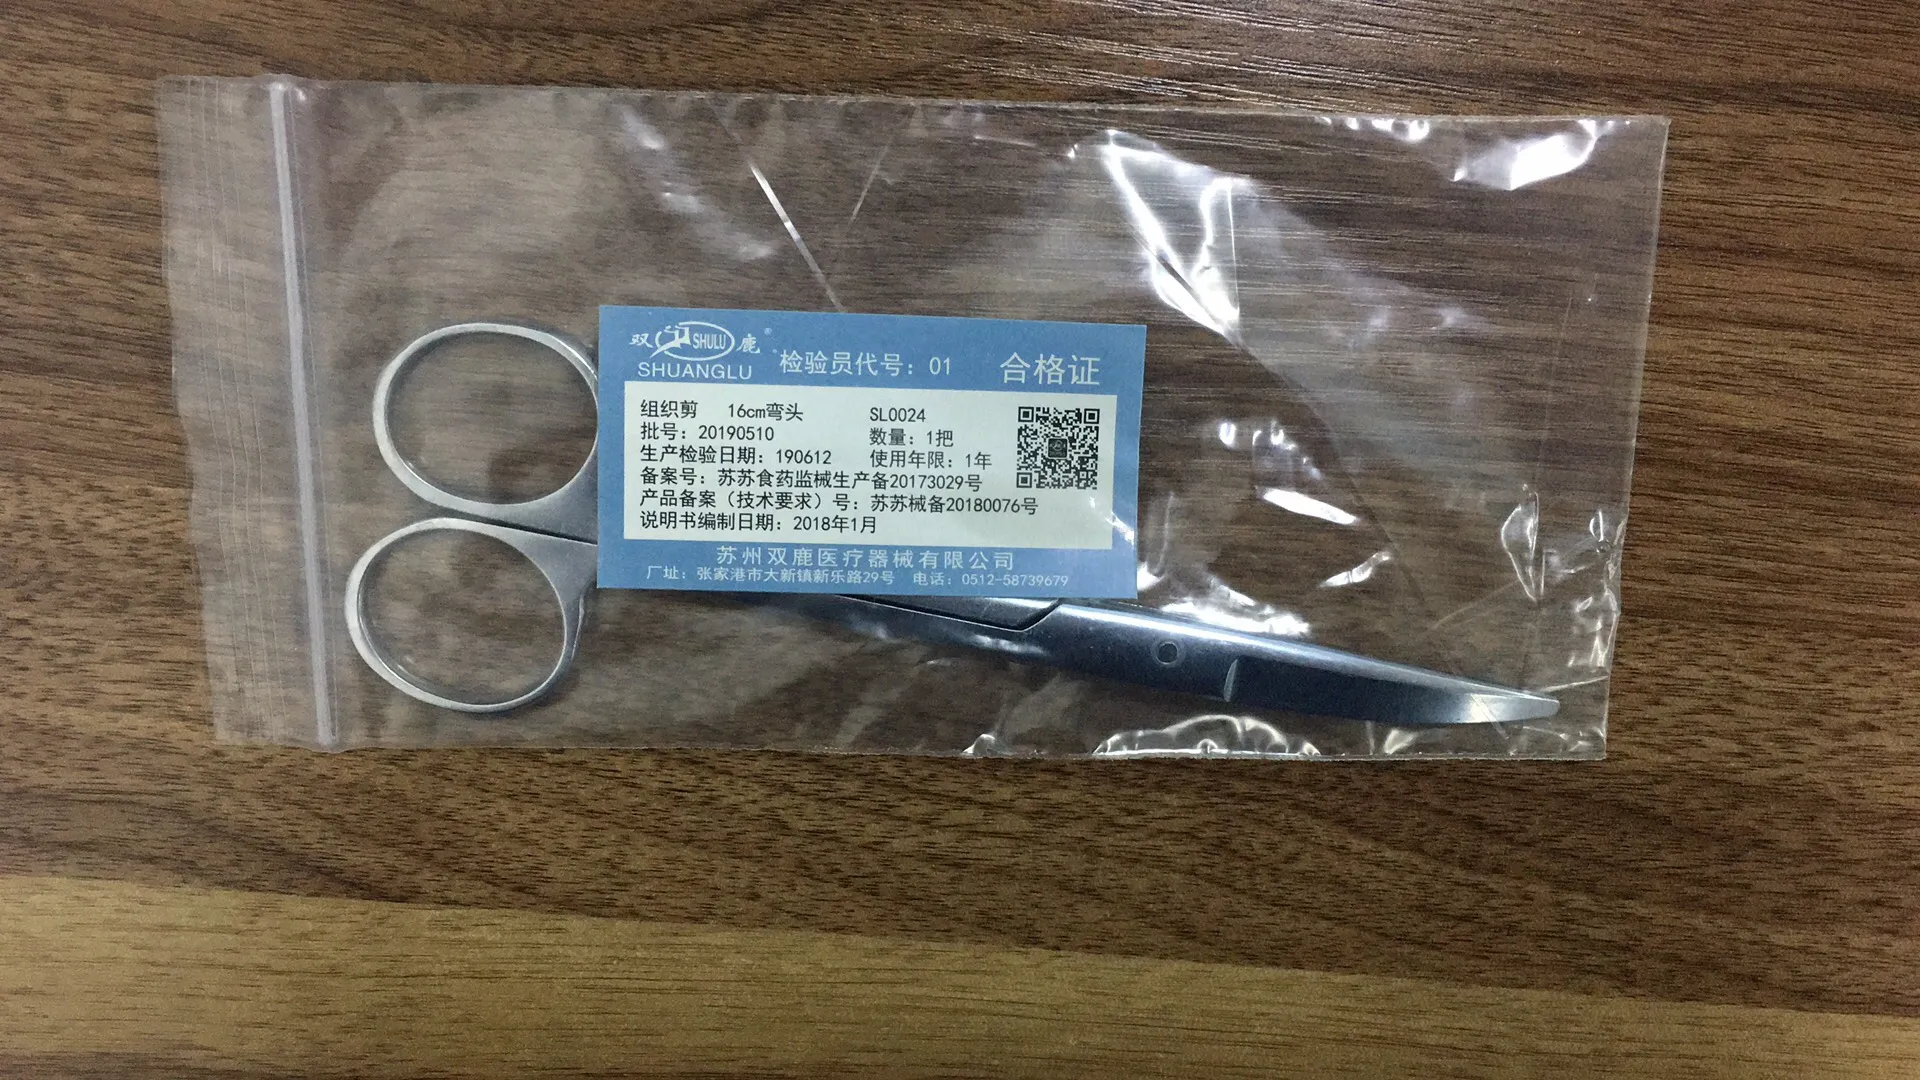 双 SHULU 鹿 ®
SHUANGLU 检验员代号：01 合格证
组织剪 16cm弯头 SL0024
批号：20190510 数量：1把
生产检验日期：190612 使用年限：1年
备案号：苏苏食药监械生产备20173029号
产品备案（技术要求）号：苏苏械备20180076号
说明书编制日期：2018年1月
苏州双鹿医疗器械有限公司
厂址：张家港市大新镇新乐路29号 电话：0512-58739679